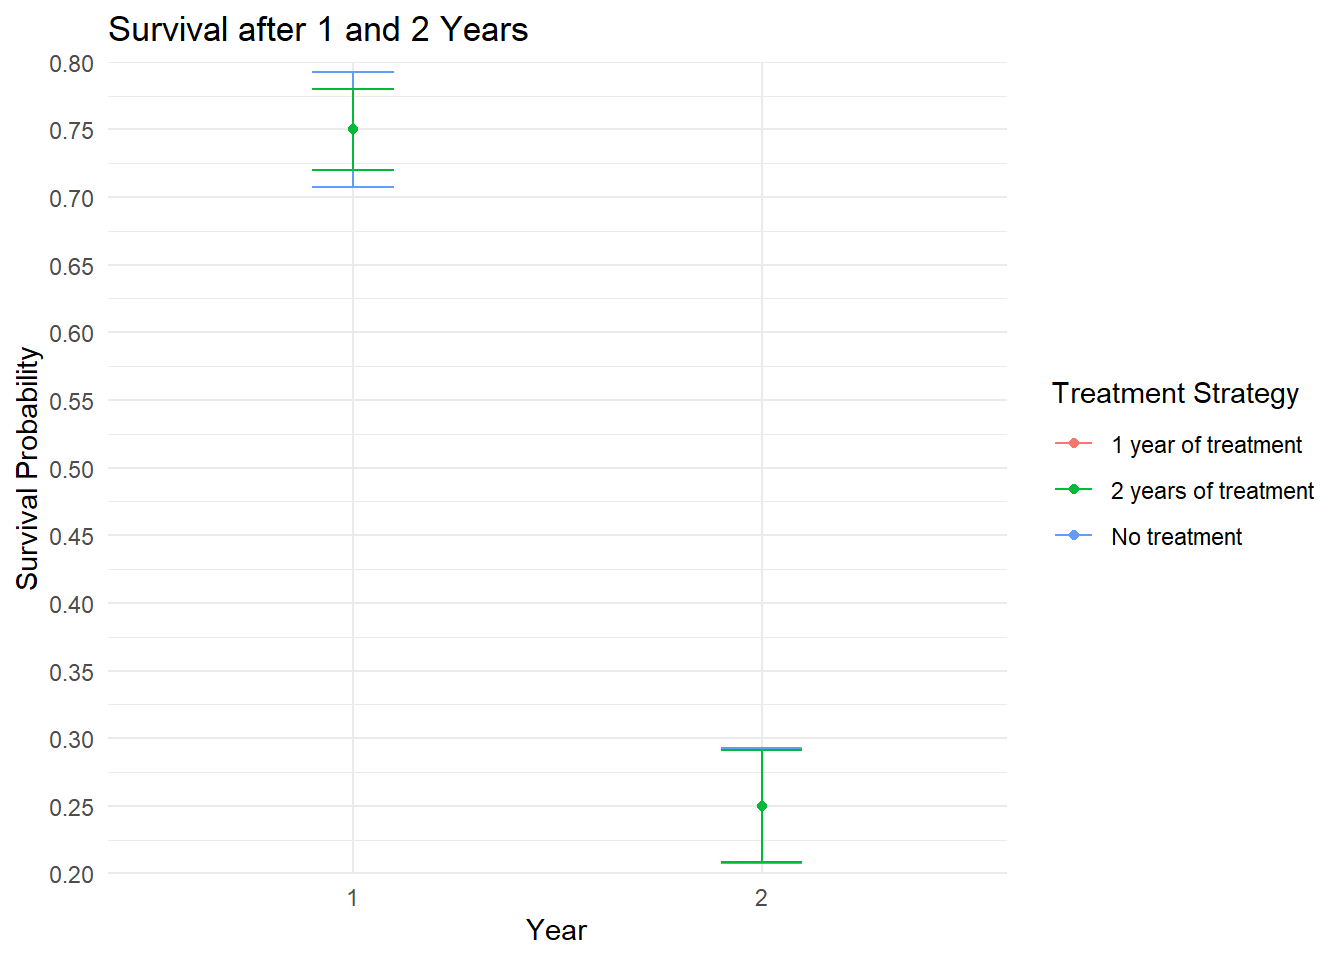 Survival after 1 and 2 Years
Survival Probability
0.80
0.75
0.70
0.65
0.60
0.55
0.50
0.45
0.40
0.35
0.30
0.25
0.20
1
2
Year
Treatment Strategy
1 year of treatment
2 years of treatment
No treatment